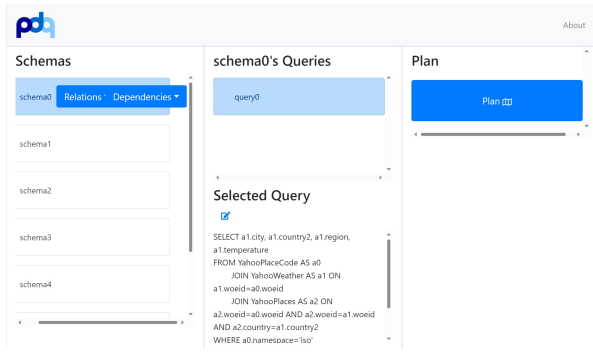 pdq
About
Schemas
schema0
Relations
Dependencies
schema1
schema2
schema3
schema4
schema0's Queries
query0
Selected Query
SELECT a1.city, a1.country2, a1.region,
a1.temperature
FROM YahooPlaceCode AS a0
JOIN YahooWeather AS a1 ON
a1.woeid=a0.woeid
JOIN YahooPlaces AS a2 ON
a2.woeid=a0.woeid AND a2.woeid=a1.woeid
AND a2.country=a1.country2
WHERE a0.namespace='iso'
Plan
Plan